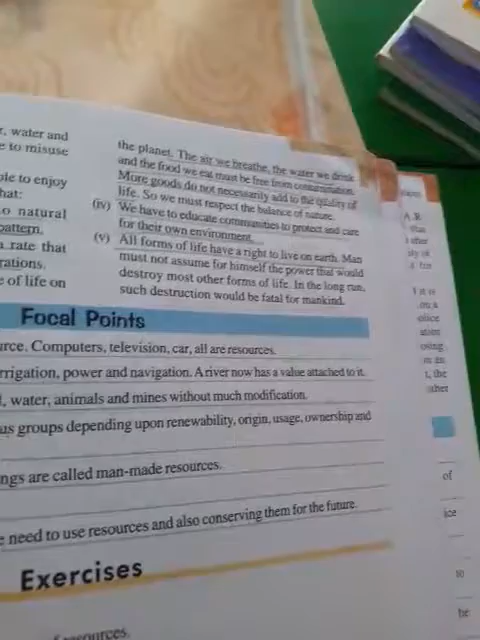 r, water and
e to misuse
ple to enjoy
hat:
o natural
pattern.
a rate that
rations.
e of life on
the planet. The air we breathe, the water we drink
and the food we eat must be free from contamination.
More goods do not necessarily add to the quality of
life. So we must respect the balance of nature.
(iv) We have to educate communities to protect and care
for their own environment.
(v) All forms of life have a right to live on earth. Man
must not assume for himself the power that would
destroy most other forms of life. In the long run,
such destruction would be fatal for mankind.
Focal Points
urce. Computers, television, car, all are resources.
rrigation, power and navigation. A river now has a value attached to it.
l, water, animals and mines without much modification.
us groups depending upon renewability, origin, usage, ownership and
ngs are called man-made resources.
e need to use resources and also conserving them for the future.
Exercises
resources.
of
ice
to
be